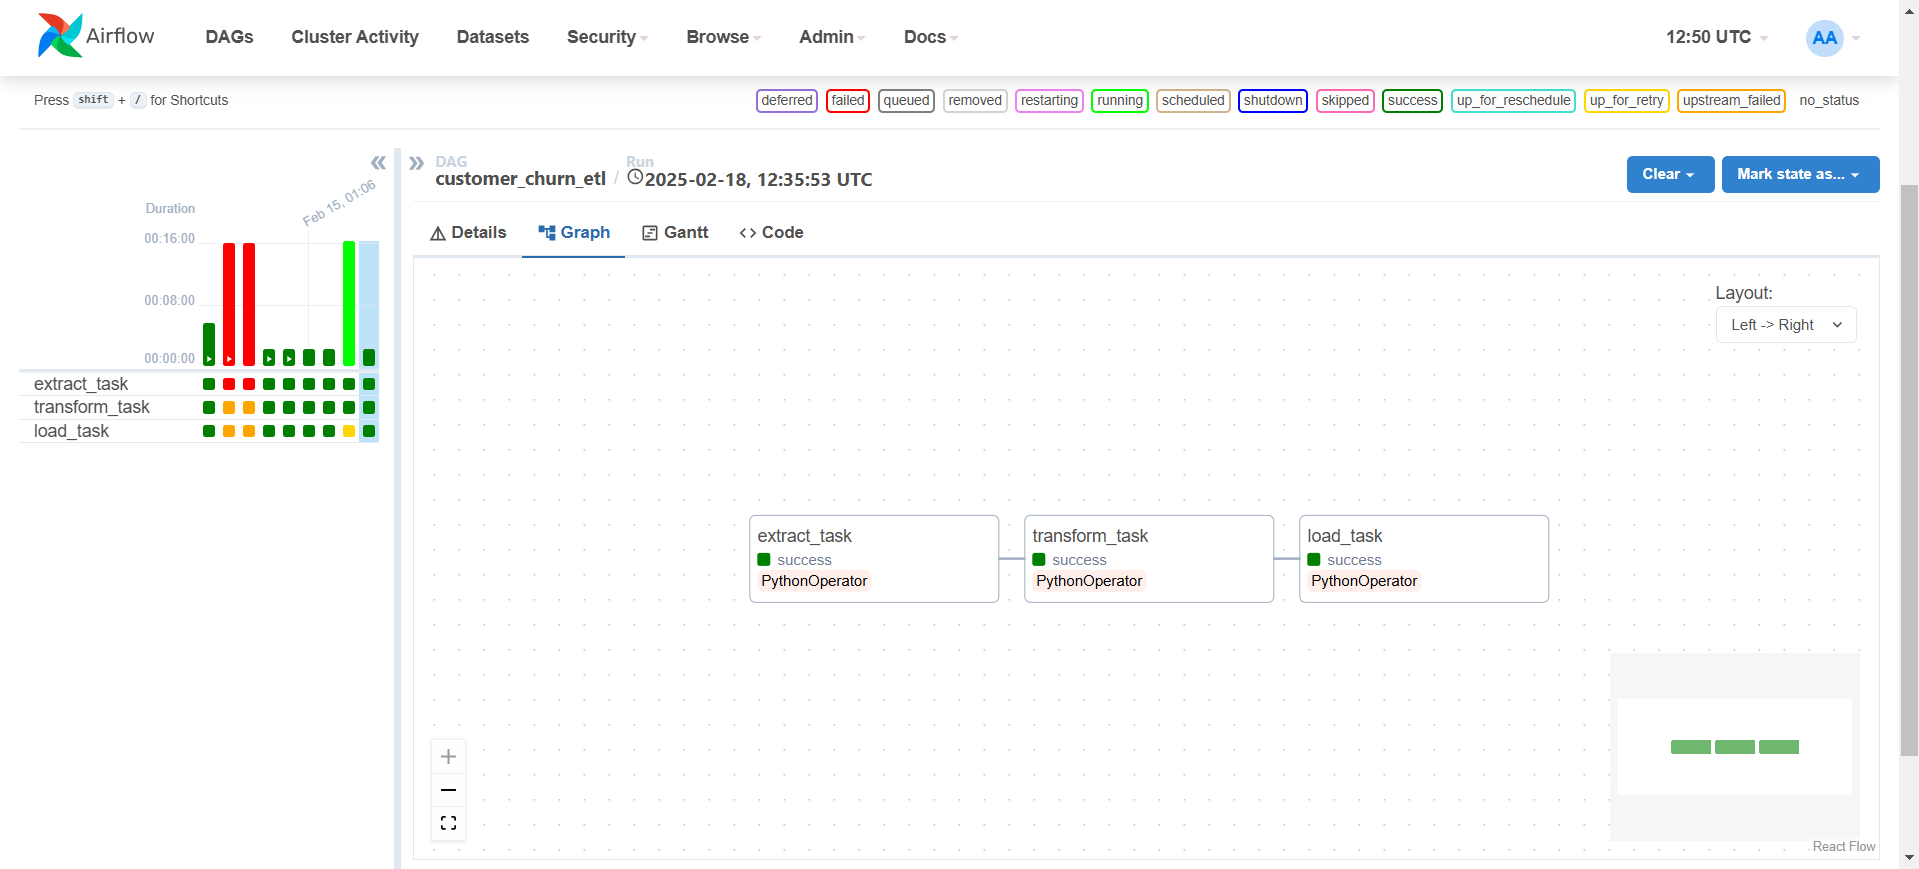 Airflow DAGs Cluster Activity Datasets Security Browse Admin Docs 12:50 UTC AA
Press shift + / for Shortcuts
deferred failed queued removed restarting running scheduled shutdown skipped success up_for_reschedule up_for_retry upstream_failed no_status
DAG
customer_churn_etl
/
Run
2025-02-18, 12:35:53 UTC
Clear
Mark state as...
Feb 15, 01:06
Duration
00:16:00
00:08:00
00:00:00
extract_task
transform_task
load_task
Details Graph Gantt Code
Layout:
Left -> Right
extract_task
success
PythonOperator
transform_task
success
PythonOperator
load_task
success
PythonOperator
React Flow